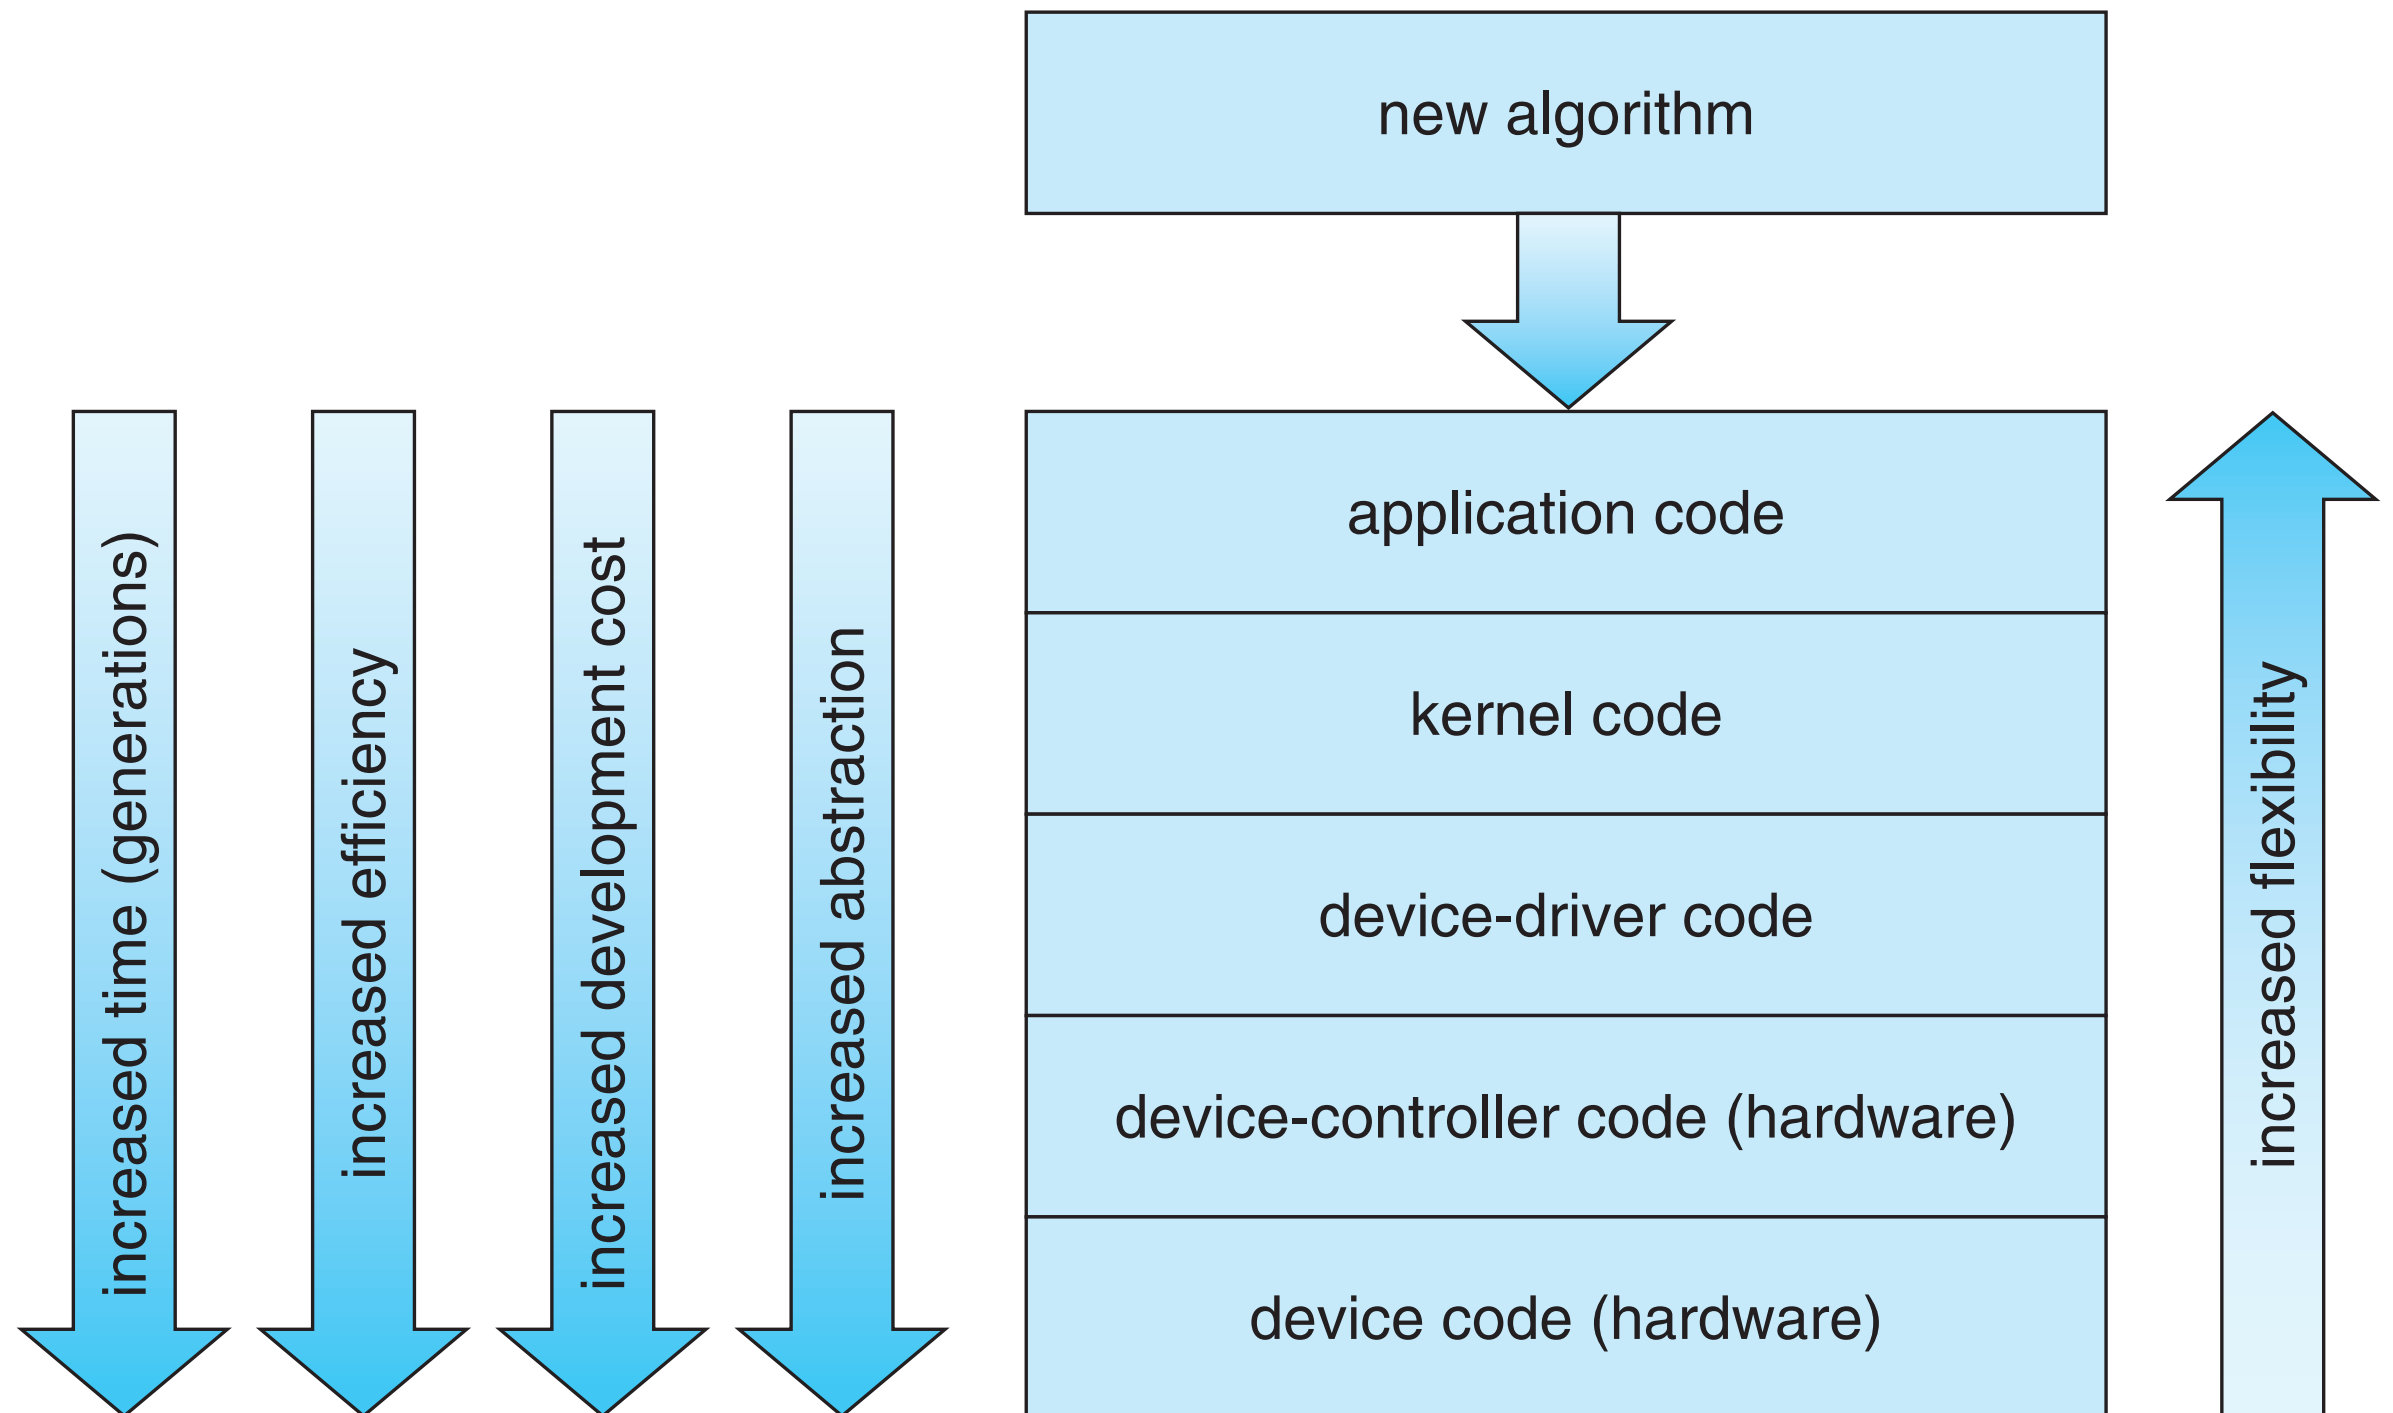 new algorithm
increased time (generations)
increased efficiency
increased development cost
increased abstraction
application code
kernel code
device-driver code
device-controller code (hardware)
device code (hardware)
increased flexibility